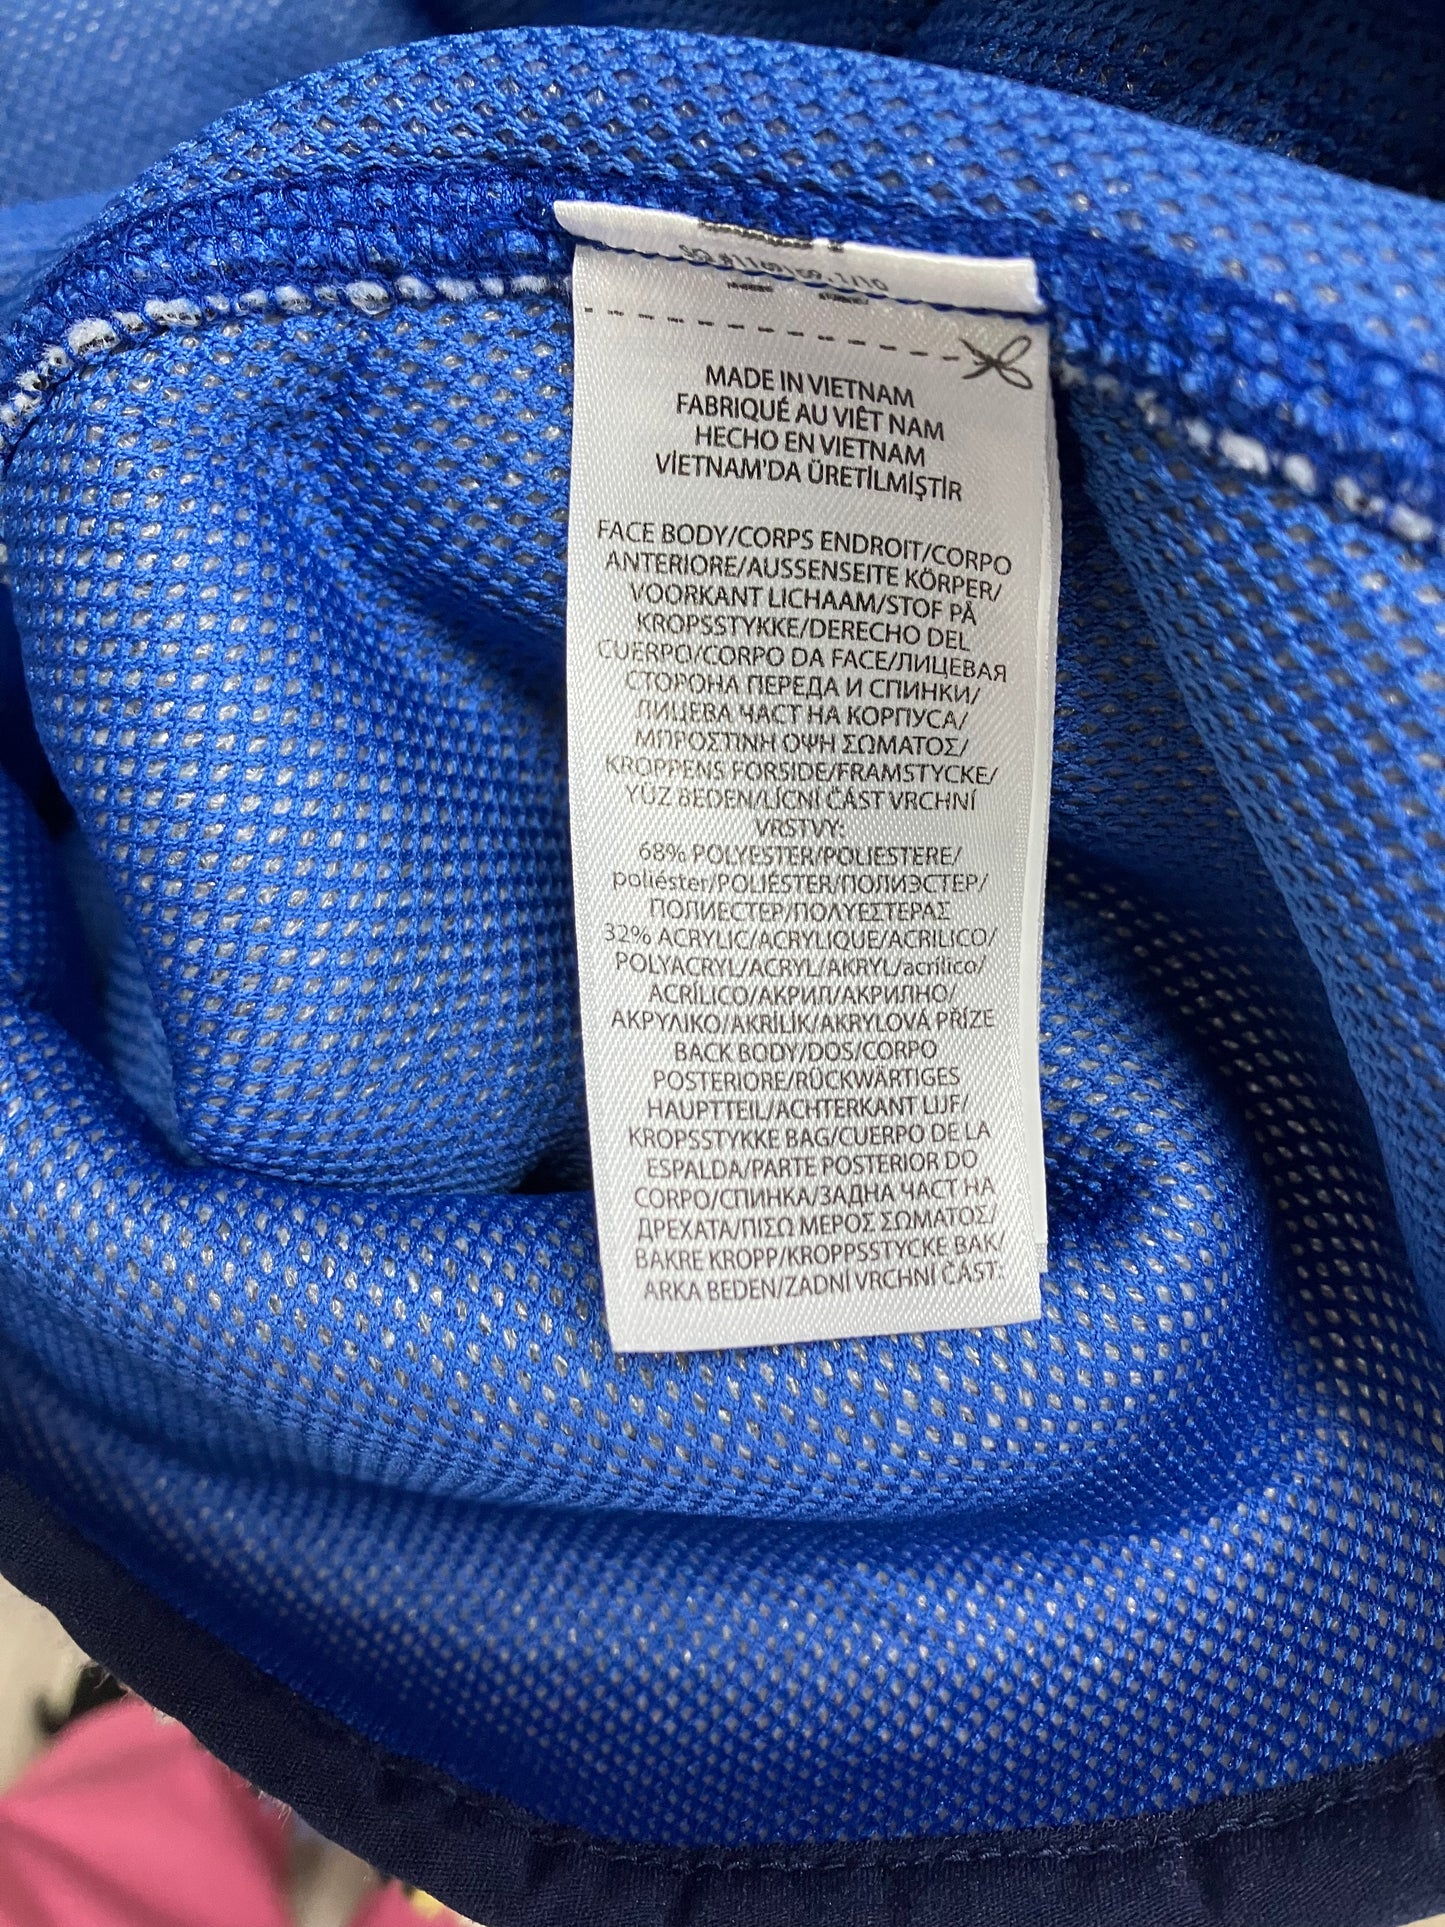 MADE IN VIETNAM
FABRIQUÉ AU VIÊT NAM
HECHO EN VIETNAM
VİETNAM'DA ÜRETİLMİŞTİR
FACE BODY/CORPS ENDROIT/CORPO
ANTERIORE/AUSSENSEITE KÖRPER/
VOORKANT LICHAAM/STOF PÅ
KROPSSTYKKE/DERECHO DEL
CUERPO/CORPO DA FACE/ЛИЦЕВАЯ
СТОРОНА ПЕРЕДА И СПИНКИ/
ЛИЦЕВА ЧАСТ НА КОРПУСА/
ΜΠΡΟΣΤΙΝΗ ΟΨΗ ΣΩΜΑΤΟΣ/
KROPPENS FORSIDE/FRAMSTYCKE/
YÜZ BEDEN/LÍCNÍ ČÁST VRCHNÍ
VRSTVY:
68% POLYESTER/POLIESTERE/
poliéster/POLIÉSTER/ПОЛИЭСТЕР/
ПОЛИЕСТЕР/ΠΟΛΥΕΣΤΕΡΑΣ
32% ACRYLIC/ACRYLIQUE/ACRILICO/
POLYACRYL/ACRYL/AKRYL/acrílico/
ACRÍLICO/АКРИЛ/АКРИЛНО/
ΑΚΡΥΛΙΚΟ/AKRİLİK/AKRYLOVÁ PŘÍZE
BACK BODY/DOS/CORPO
POSTERIORE/RÜCKWÄRTIGES
HAUPTTEIL/ACHTERKANT LIJF/
KROPSSTYKKE BAG/CUERPO DE LA
ESPALDA/PARTE POSTERIOR DO
CORPO/СПИНКА/ЗАДНА ЧАСТ НА
ДРЕХАТА/ΠΙΣΩ ΜΕΡΟΣ ΣΩΜΑΤΟΣ/
BAKRE KROPP/KROPPSSTYCKE BAK/
ARKA BEDEN/ZADNÍ VRCHNÍ ČÁST: